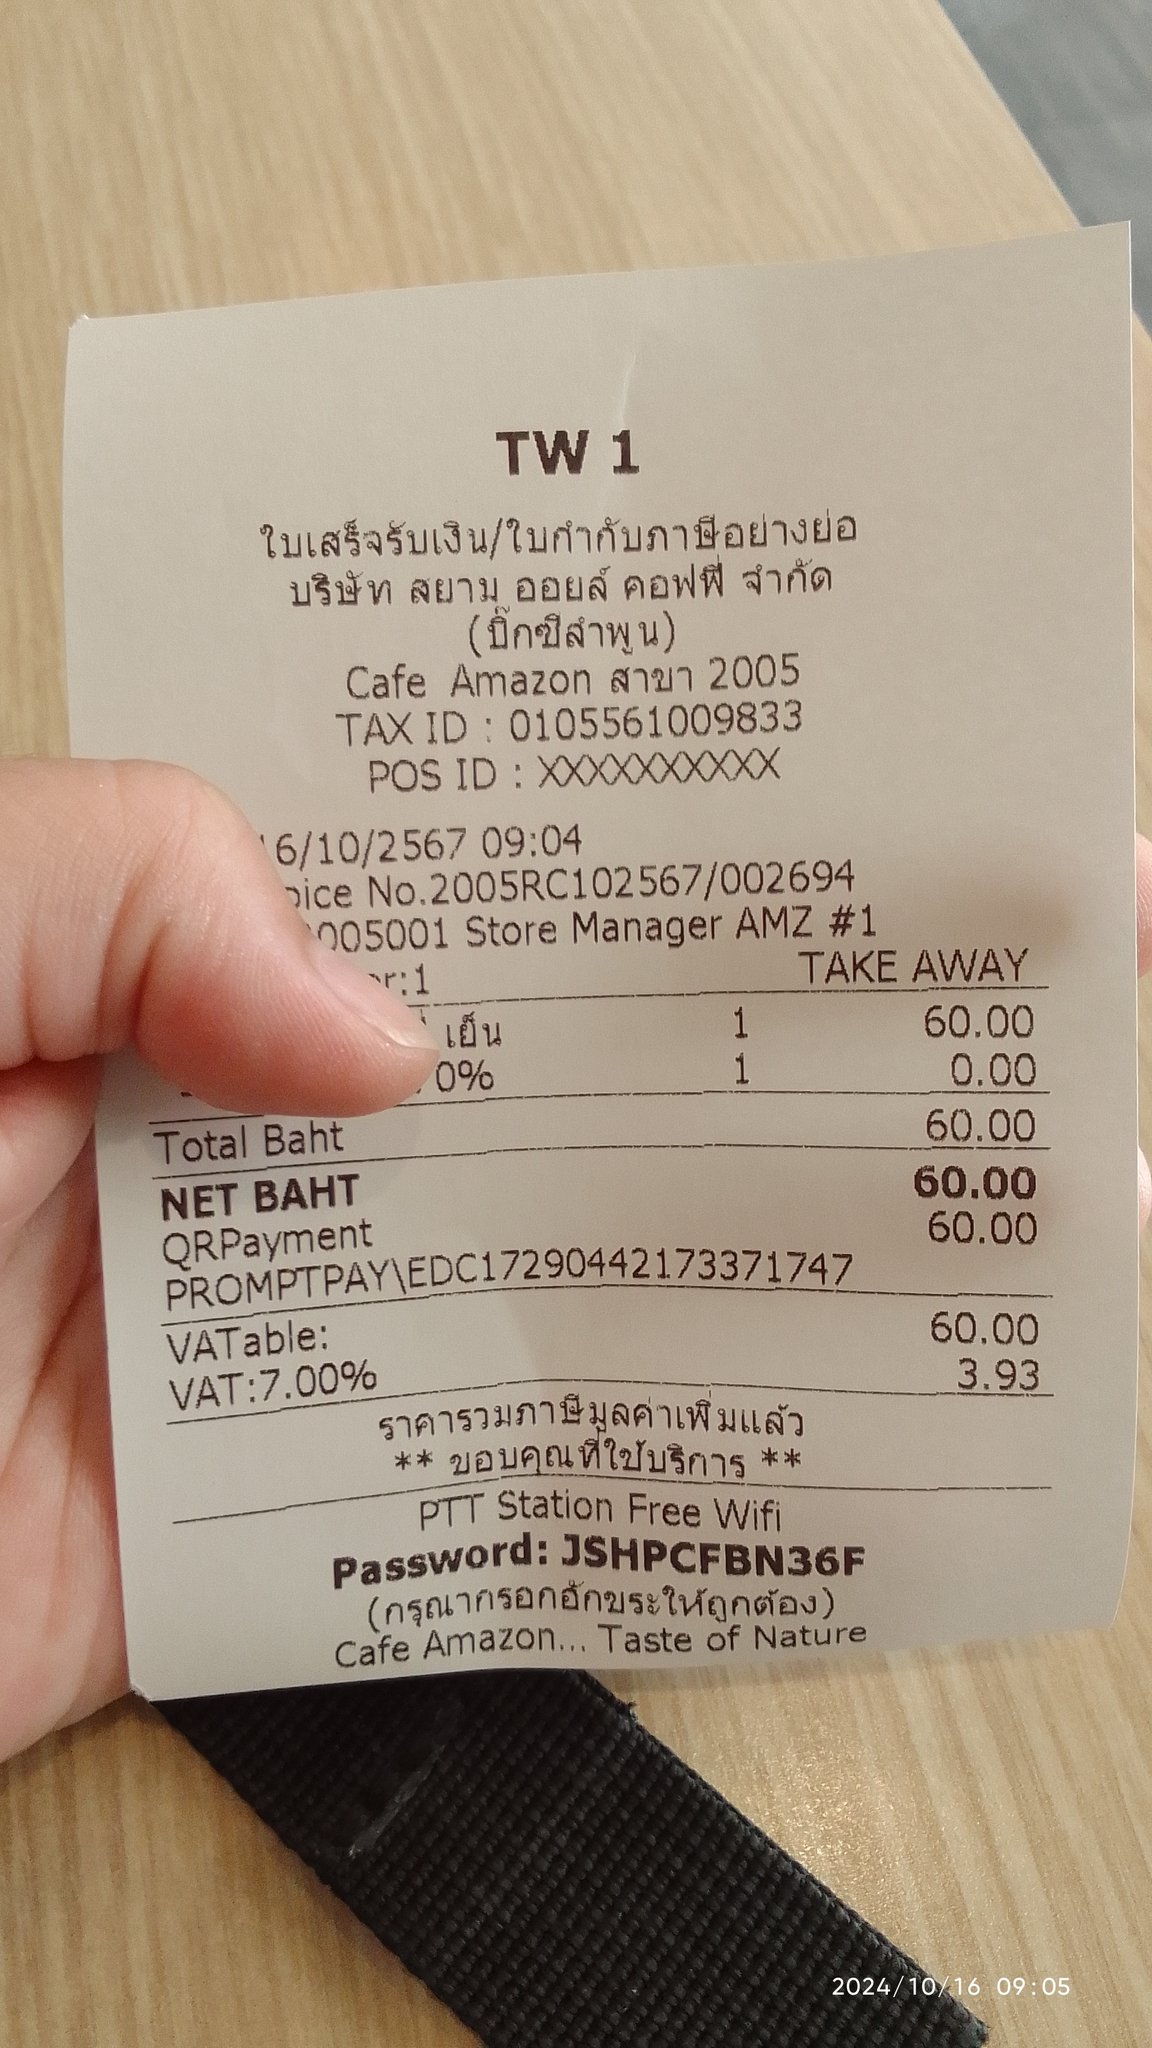 TW 1
ใบเสร็จรับเงิน/ใบกำกับภาษีอย่างย่อ
บริษัท สยาม ออยล์ คอฟฟี่ จำกัด
(บิ๊กซีลำพูน)
Cafe Amazon สาขา 2005
TAX ID : 0105561009833
POS ID : XXXXXXXXXX
16/10/2567 09:04
No.2005RC102567/002694
005001 Store Manager AMZ #1
:1 TAKE AWAY
เย็น 1 60.00
0% 1 0.00
Total Baht 60.00
NET BAHT 60.00
QRPayment 60.00
PROMPTPAY\EDC17290442173371747
VATable: 60.00
VAT:7.00% 3.93
ราคารวมภาษีมูลค่าเพิ่มแล้ว
** ขอบคุณที่ใช้บริการ **
PTT Station Free Wifi
Password: JSHPCFBN36F
(กรุณากรอกอักขระให้ถูกต้อง)
Cafe Amazon... Taste of Nature
2024/10/16 09:05